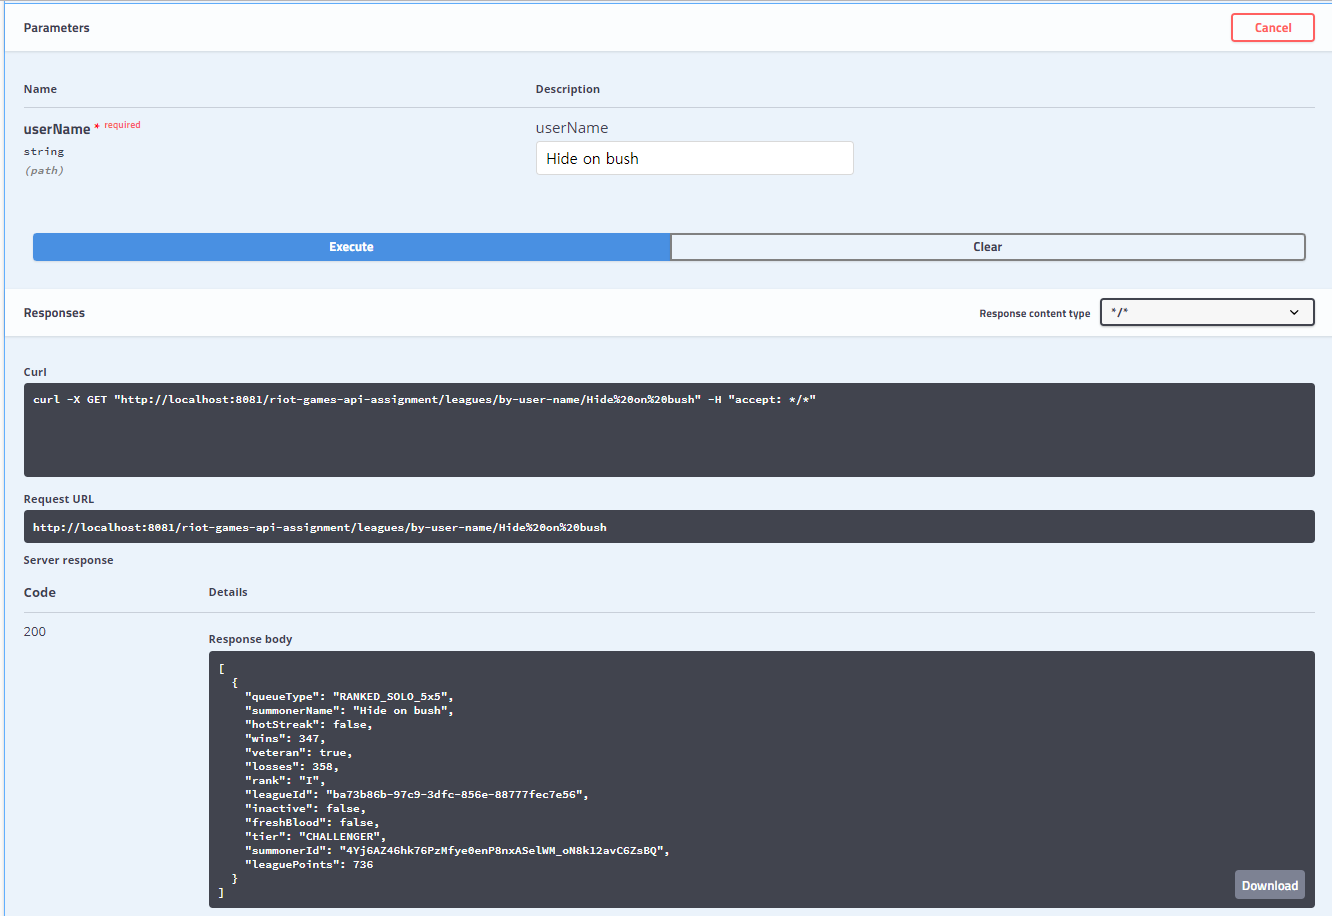 Parameters
Cancel
Name
Description
userName * required
string
(path)
userName
Hide on bush
Execute
Clear
Responses
Response content type
*/*
Curl
curl -X GET "http://localhost:8081/riot-games-api-assignment/leagues/by-user-name/Hide%20on%20bush" -H "accept: */*"
Request URL
http://localhost:8081/riot-games-api-assignment/leagues/by-user-name/Hide%20on%20bush
Server response
Code
Details
200
Response body
[
  {
    "queueType": "RANKED_SOLO_5x5",
    "summonerName": "Hide on bush",
    "hotStreak": false,
    "wins": 347,
    "veteran": true,
    "losses": 358,
    "rank": "I",
    "leagueId": "ba73b86b-97c9-3dfc-856e-88777fec7e56",
    "inactive": false,
    "freshBlood": false,
    "tier": "CHALLENGER",
    "summonerId": "4Yj6AZ46hk76PzMfye0enP8nxASelWM_oN8k12avC6ZsBQ",
    "leaguePoints": 736
  }
]
Download